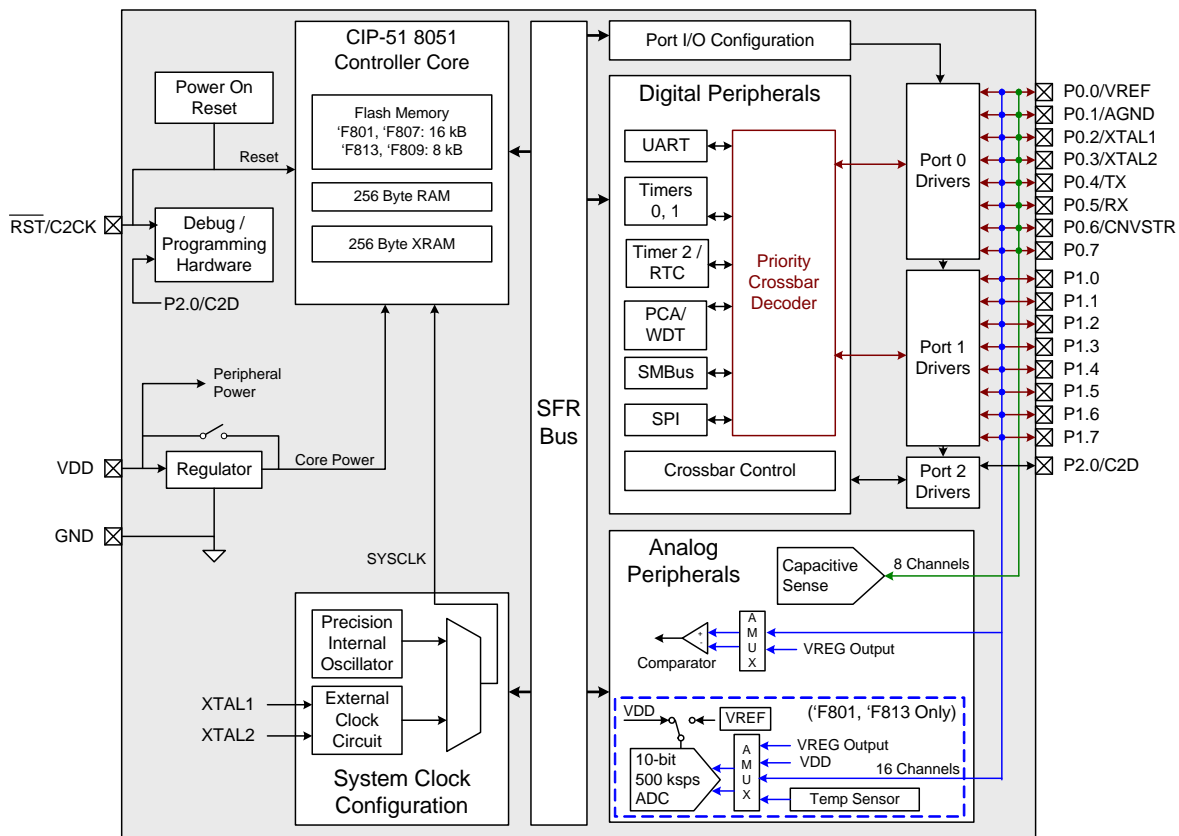 CIP-51 8051
Controller Core
Flash Memory
‘F801, ‘F807: 16 kB
‘F813, ‘F809: 8 kB
256 Byte RAM
256 Byte XRAM
Power On
Reset
Reset
RST/C2CK
Debug /
Programming
Hardware
P2.0/C2D
Peripheral
Power
VDD
Regulator
Core Power
GND
SYSCLK
Precision
Internal
Oscillator
XTAL1
XTAL2
External
Clock
Circuit
System Clock
Configuration
SFR
Bus
Port I/O Configuration
Digital Peripherals
UART
Timers
0, 1
Timer 2 /
RTC
PCA/
WDT
SMBus
SPI
Priority
Crossbar
Decoder
Crossbar Control
Port 0
Drivers
Port 1
Drivers
Port 2
Drivers
P0.0/VREF
P0.1/AGND
P0.2/XTAL1
P0.3/XTAL2
P0.4/TX
P0.5/RX
P0.6/CNVSTR
P0.7
P1.0
P1.1
P1.2
P1.3
P1.4
P1.5
P1.6
P1.7
P2.0/C2D
Analog
Peripherals
Capacitive
Sense
8 Channels
+
-
Comparator
A
M
U
X
VREG Output
(‘F801, ‘F813 Only)
VDD
VREF
10-bit
500 ksps
ADC
A
M
U
X
VREG Output
VDD
16 Channels
Temp Sensor